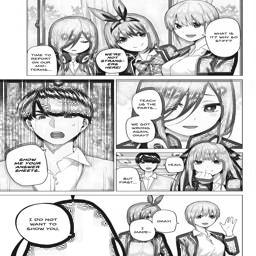 WHAT IS
IT? WHY SO
STIFF?
WE'RE
NOT
STRANG-
ERS
HERE!
TIME TO
REPORT
ON OUR
MID-
TERMS...
TEACH
US THE
PARTS
WE GOT
WRONG
AGAIN,
OKAY?
SHOW ME YOUR
ANSWER
SHEETS.
YEAH.
BUT
FIRST...
OKAY!
I
MADE-
I DO NOT
WANT TO
SHOW YOU.